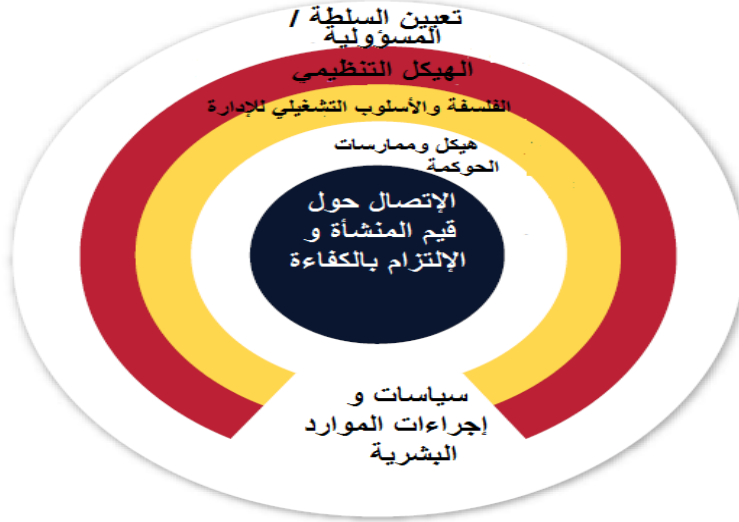 تعيين السلطة /
المسؤولية
الهيكل التنظيمي
الفلسفة والأسلوب التشغيلي للإدارة
هيكل وممارسات
الحوكمة
الإتصال حول
قيم المنشأة و
الإلتزام بالكفاءة
سياسات و
إجراءات الموارد
البشرية